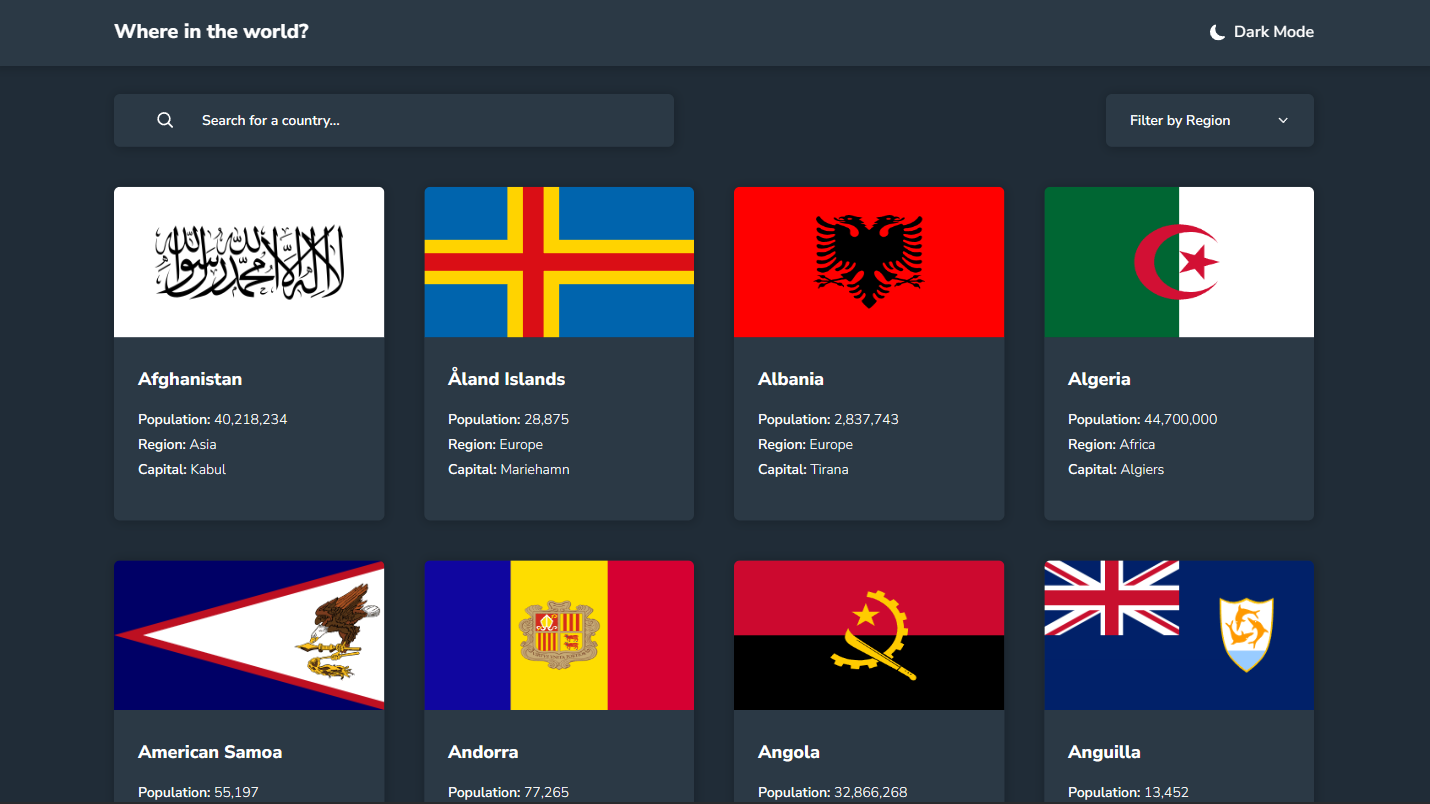 Where in the world?
Dark Mode
Search for a country...
Filter by Region
لا إله إلا الله محمد رسول الله
Afghanistan
Population: 40,218,234
Region: Asia
Capital: Kabul
Åland Islands
Population: 28,875
Region: Europe
Capital: Mariehamn
Albania
Population: 2,837,743
Region: Europe
Capital: Tirana
Algeria
Population: 44,700,000
Region: Africa
Capital: Algiers
American Samoa
Population: 55,197
Andorra
Population: 77,265
Angola
Population: 32,866,268
Anguilla
Population: 13,452